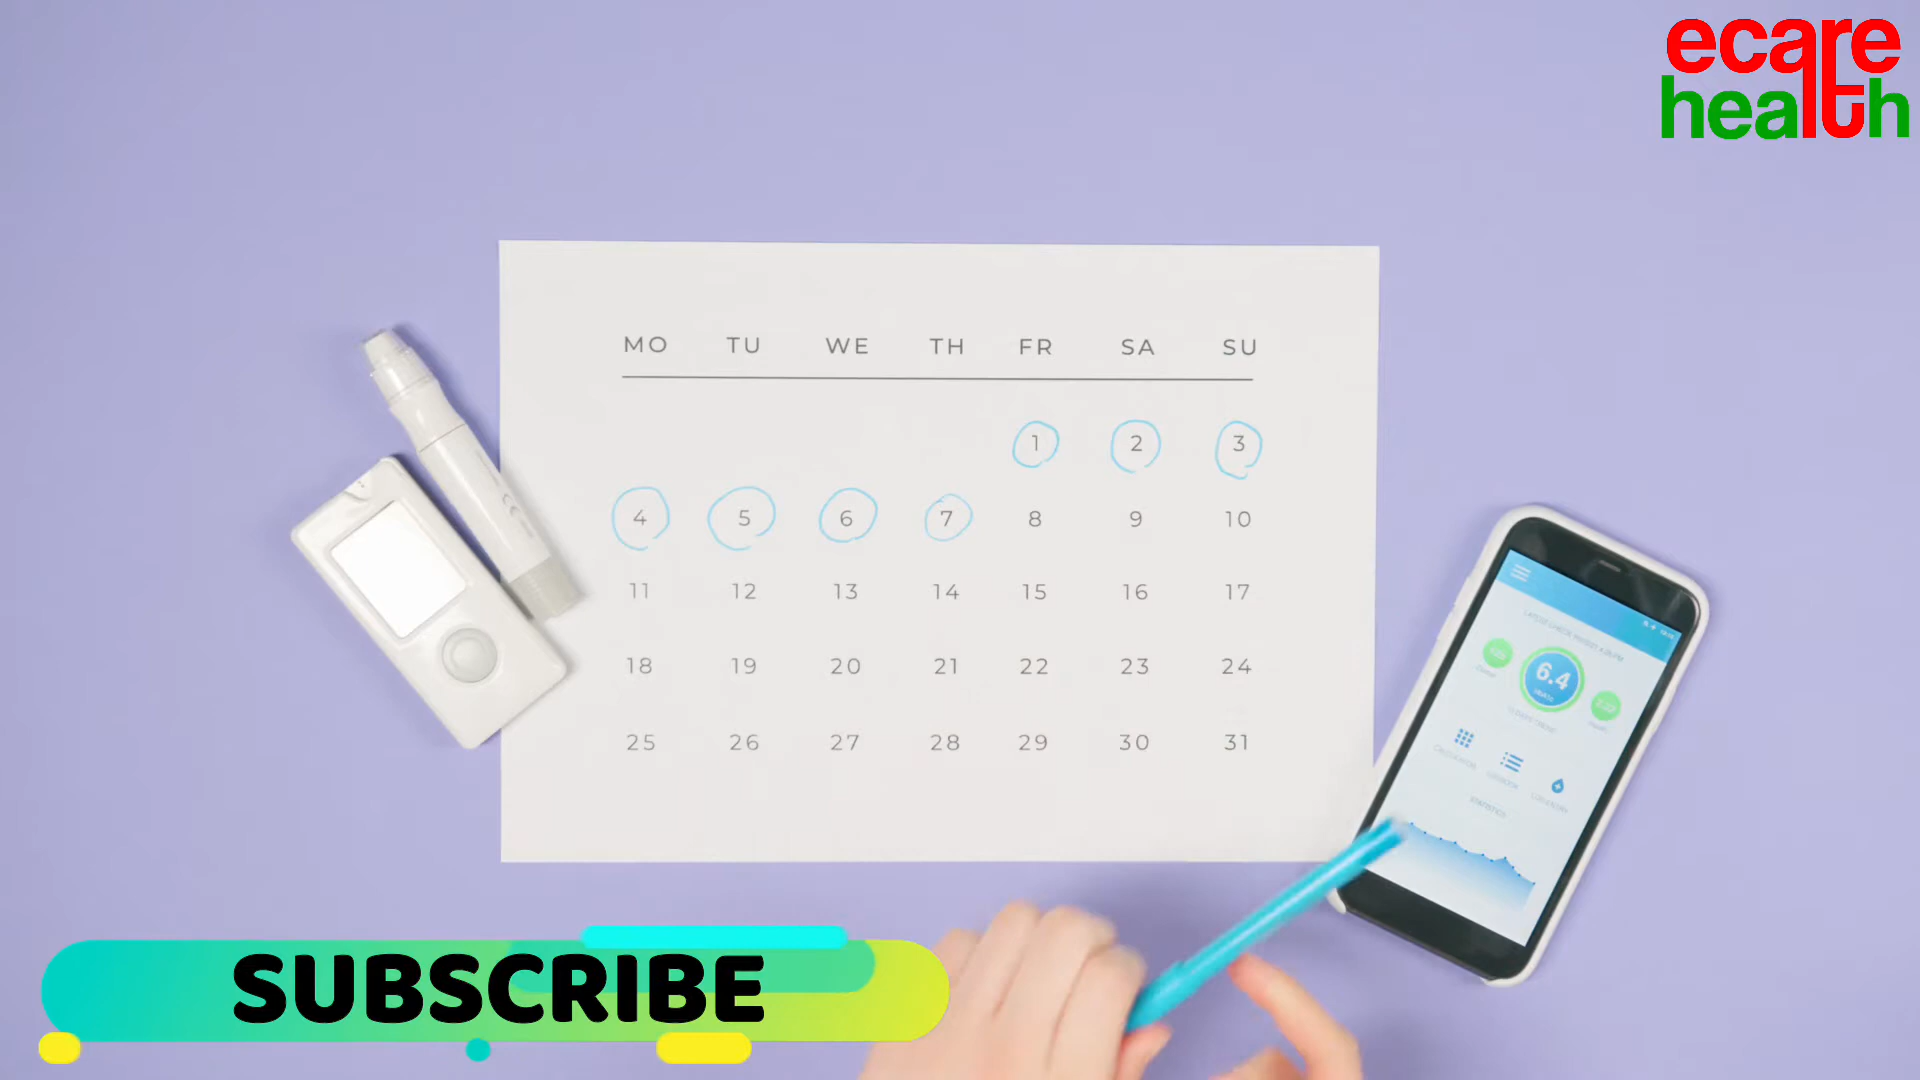 ecare
health
MO TU WE TH FR SA SU
1 2 3
4 5 6 7 8 9 10
11 12 13 14 15 16 17
18 19 20 21 22 23 24
25 26 27 28 29 30 31
6.4
STATISTICS
SUBSCRIBE